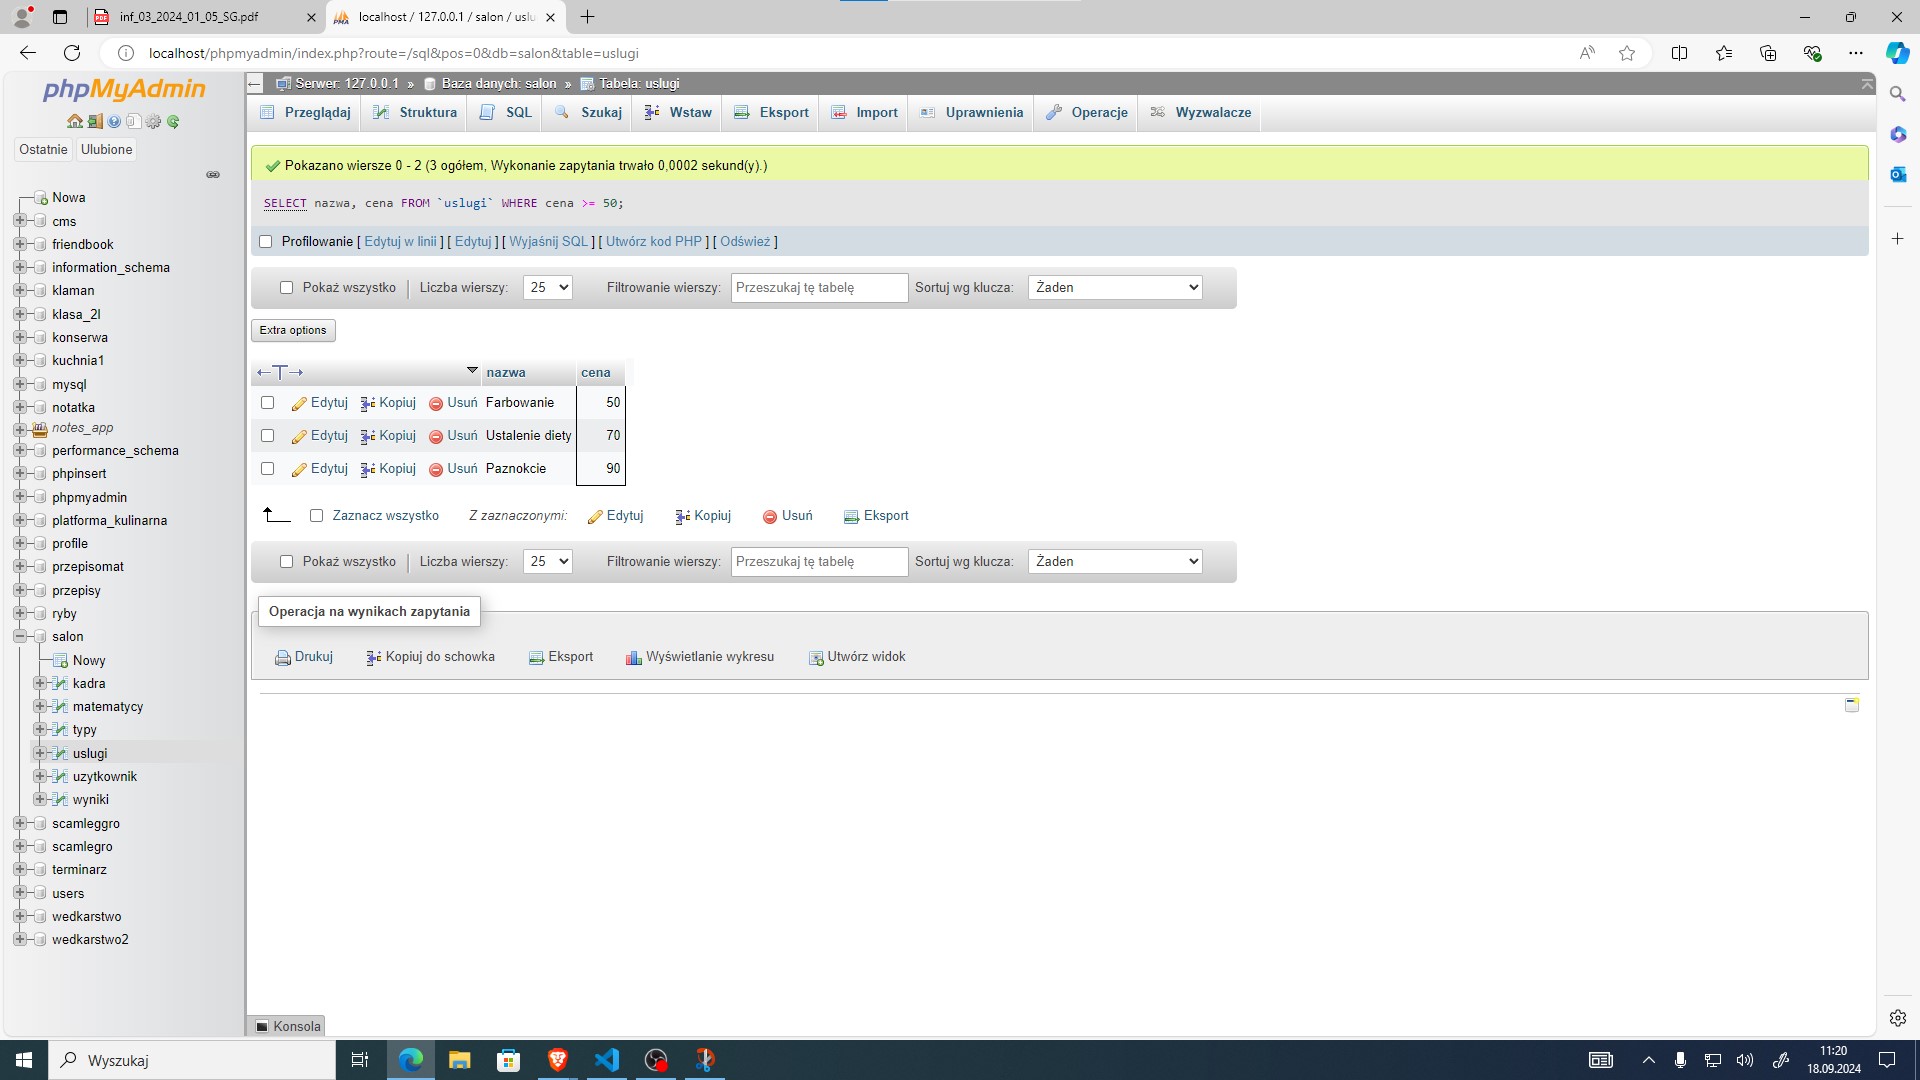 inf_03_2024_01_05_SG.pdf
localhost / 127.0.0.1 / salon / uslu
localhost/phpmyadmin/index.php?route=/sql&pos=0&db=salon&table=uslugi
phpMyAdmin
Ostatnie Ulubione
Nowa
cms
friendbook
information_schema
klaman
klasa_2l
konserwa
kuchnia1
mysql
notatka
notes_app
performance_schema
phpinsert
phpmyadmin
platforma_kulinarna
profile
przepisomat
przepisy
ryby
salon
Nowy
kadra
matematycy
typy
uslugi
uzytkownik
wyniki
scamleggro
scamlegro
terminarz
users
wedkarstwo
wedkarstwo2
Serwer: 127.0.0.1 » Baza danych: salon » Tabela: uslugi
Przeglądaj Struktura SQL Szukaj Wstaw Eksport Import Uprawnienia Operacje Wyzwalacze
Pokazano wiersze 0 - 2 (3 ogółem, Wykonanie zapytania trwało 0,0002 sekund(y).)
SELECT nazwa, cena FROM `uslugi` WHERE cena >= 50;
Profilowanie [ Edytuj w linii ] [ Edytuj ] [ Wyjaśnij SQL ] [ Utwórz kod PHP ] [ Odśwież ]
Pokaż wszystko Liczba wierszy: 25 Filtrowanie wierszy: Przeszukaj tę tabelę Sortuj wg klucza: Żaden
Extra options
←T→ nazwa cena
Edytuj Kopiuj Usuń Farbowanie 50
Edytuj Kopiuj Usuń Ustalenie diety 70
Edytuj Kopiuj Usuń Paznokcie 90
Zaznacz wszystko Z zaznaczonymi: Edytuj Kopiuj Usuń Eksport
Pokaż wszystko Liczba wierszy: 25 Filtrowanie wierszy: Przeszukaj tę tabelę Sortuj wg klucza: Żaden
Operacja na wynikach zapytania
Drukuj Kopiuj do schowka Eksport Wyświetlanie wykresu Utwórz widok
Konsola
Wyszukaj
11:20
18.09.2024